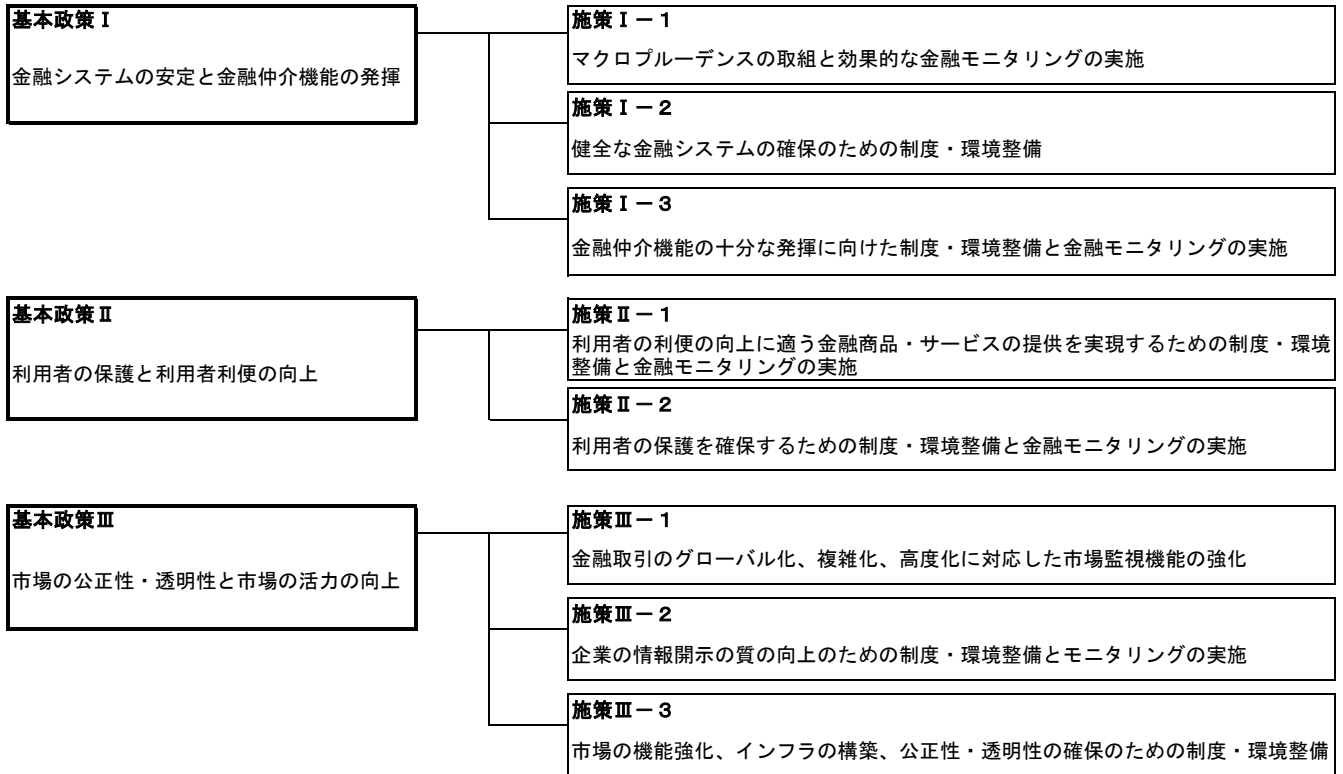 基本政策Ⅰ
金融システムの安定と金融仲介機能の発揮
施策Ⅰ－１
マクロプルーデンスの取組と効果的な金融モニタリングの実施
施策Ⅰ－２
健全な金融システムの確保のための制度・環境整備
施策Ⅰ－３
金融仲介機能の十分な発揮に向けた制度・環境整備と金融モニタリングの実施
基本政策Ⅱ
利用者の保護と利用者利便の向上
施策Ⅱ－１
利用者の利便の向上に適う金融商品・サービスの提供を実現するための制度・環境
整備と金融モニタリングの実施
施策Ⅱ－２
利用者の保護を確保するための制度・環境整備と金融モニタリングの実施
基本政策Ⅲ
市場の公正性・透明性と市場の活力の向上
施策Ⅲ－１
金融取引のグローバル化、複雑化、高度化に対応した市場監視機能の強化
施策Ⅲ－２
企業の情報開示の質の向上のための制度・環境整備とモニタリングの実施
施策Ⅲ－３
市場の機能強化、インフラの構築、公正性・透明性の確保のための制度・環境整備